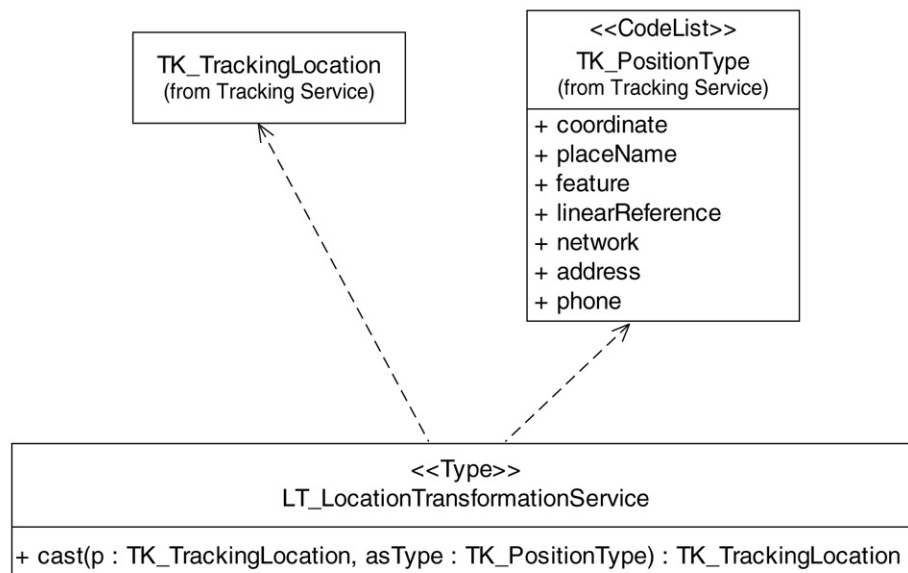 TK_TrackingLocation
(from Tracking Service)
<<CodeList>>
TK_PositionType
(from Tracking Service)
+ coordinate
+ placeName
+ feature
+ linearReference
+ network
+ address
+ phone
<<Type>>
LT_LocationTransformationService
+ cast(p : TK_TrackingLocation, asType : TK_PositionType) : TK_TrackingLocation